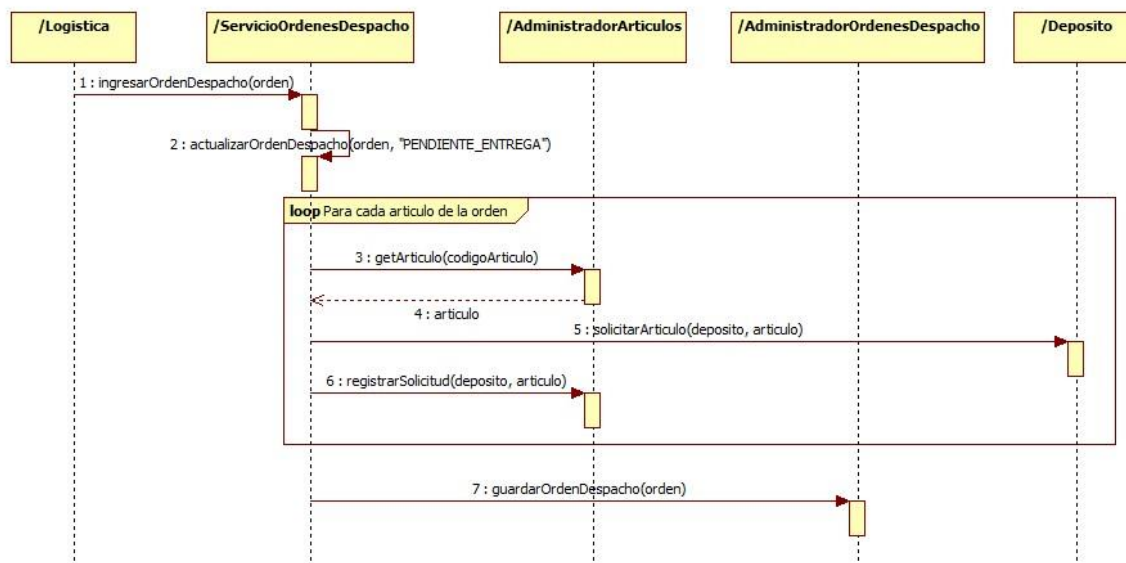 /Logistica
/ServicioOrdenesDespacho
/AdministradorArticulos
/AdministradorOrdenesDespacho
/Deposito
1 : ingresarOrdenDespacho(orden)
2 : actualizarOrdenDespacho(orden, "PENDIENTE_ENTREGA")
loop Para cada articulo de la orden
3 : getArticulo(codigoArticulo)
4 : articulo
5 : solicitarArticulo(deposito, articulo)
6 : registrarSolicitud(deposito, articulo)
7 : guardarOrdenDespacho(orden)